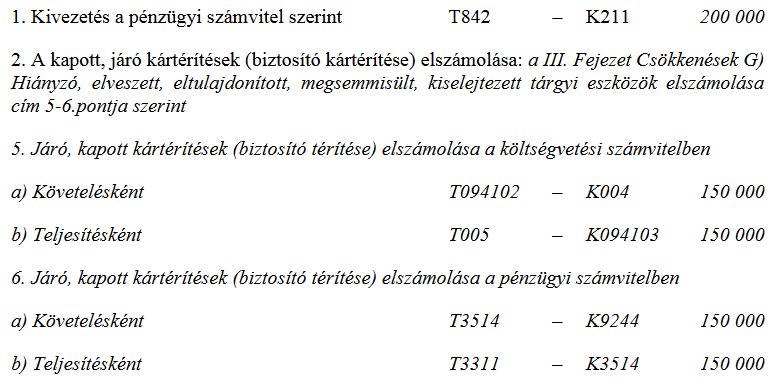 1. Kivezetés a pénzügyi számvitel szerint T842 – K211 200 000
2. A kapott, járó kártérítések (biztosító kártérítése) elszámolása: a III. Fejezet Csökkenések G)
Hiányzó, elveszett, eltulajdonított, megsemmisült, kiselejtezett tárgyi eszközök elszámolása
cím 5-6.pontja szerint
5. Járó, kapott kártérítések (biztosító térítése) elszámolása a költségvetési számvitelben
a) Követelésként T094102 – K004 150 000
b) Teljesítésként T005 – K094103 150 000
6. Járó, kapott kártérítések (biztosító térítése) elszámolása a pénzügyi számvitelben
a) Követelésként T3514 – K9244 150 000
b) Teljesítésként T3311 – K3514 150 000